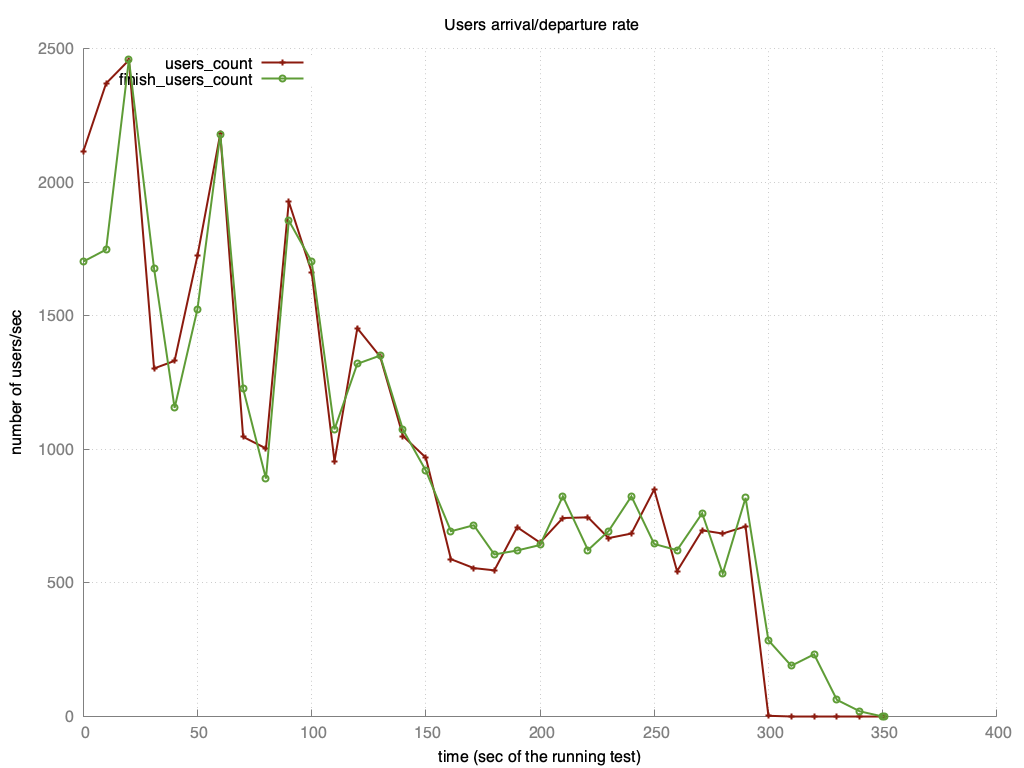 Users arrival/departure rate
2500
2000
1500
1000
500
0
number of users/sec
users_count
finish_users_count
0 50 100 150 200 250 300 350 400
time (sec of the running test)